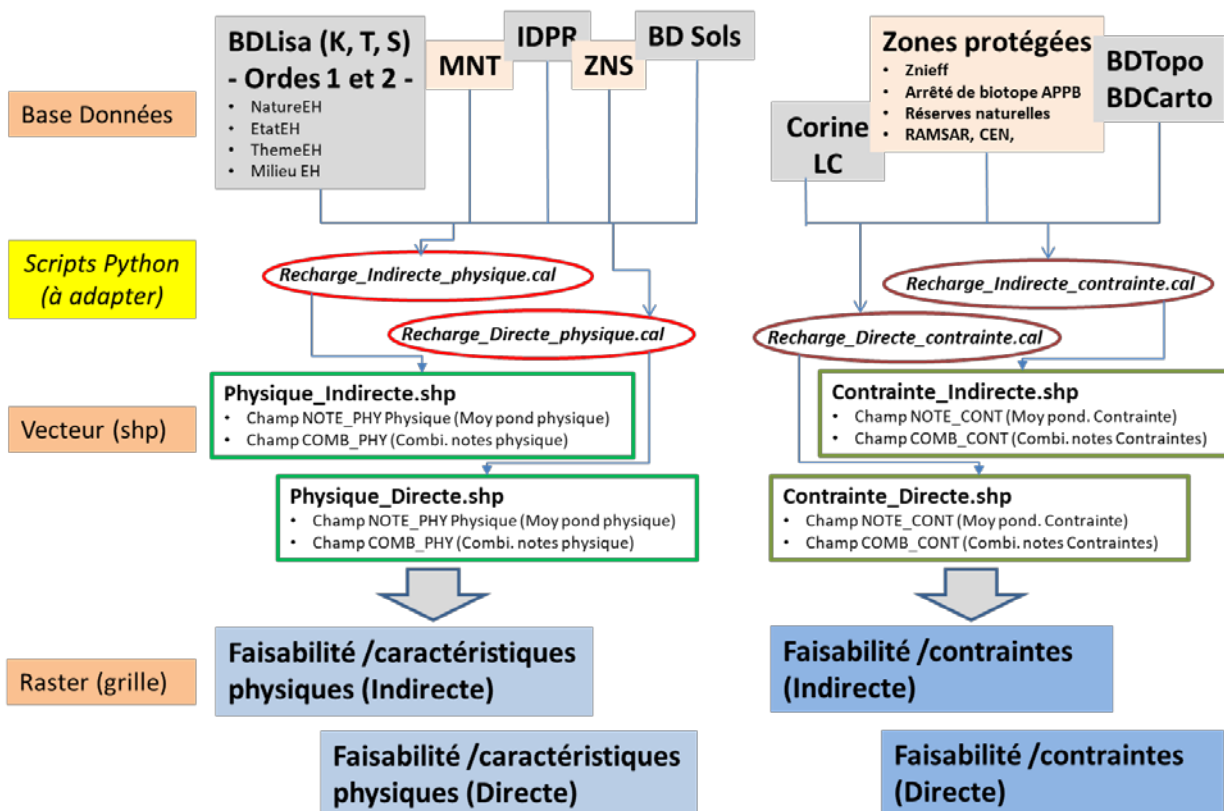 Base Données
BDLisa (K, T, S)
- Ordes 1 et 2 -
• NatureEH
• EtatEH
• ThemeEH
• Milieu EH
MNT
IDPR
ZNS
BD Sols
Corine
LC
Zones protégées
• Znieff
• Arrêté de biotope APPB
• Réserves naturelles
• RAMSAR, CEN,
BDTopo
BDCarto
Scripts Python
(à adapter)
Recharge_Indirecte_physique.cal
Recharge_Directe_physique.cal
Recharge_Indirecte_contrainte.cal
Recharge_Directe_contrainte.cal
Vecteur (shp)
Physique_Indirecte.shp
• Champ NOTE_PHY Physique (Moy pond physique)
• Champ COMB_PHY (Combi. notes physique)
Physique_Directe.shp
• Champ NOTE_PHY Physique (Moy pond physique)
• Champ COMB_PHY (Combi. notes physique)
Contrainte_Indirecte.shp
• Champ NOTE_CONT (Moy pond. Contrainte)
• Champ COMB_CONT (Combi. notes Contraintes)
Contrainte_Directe.shp
• Champ NOTE_CONT (Moy pond. Contrainte)
• Champ COMB_CONT (Combi. notes Contraintes)
Raster (grille)
Faisabilité /caractéristiques
physiques (Indirecte)
Faisabilité /caractéristiques
physiques (Directe)
Faisabilité /contraintes
(Indirecte)
Faisabilité /contraintes
(Directe)